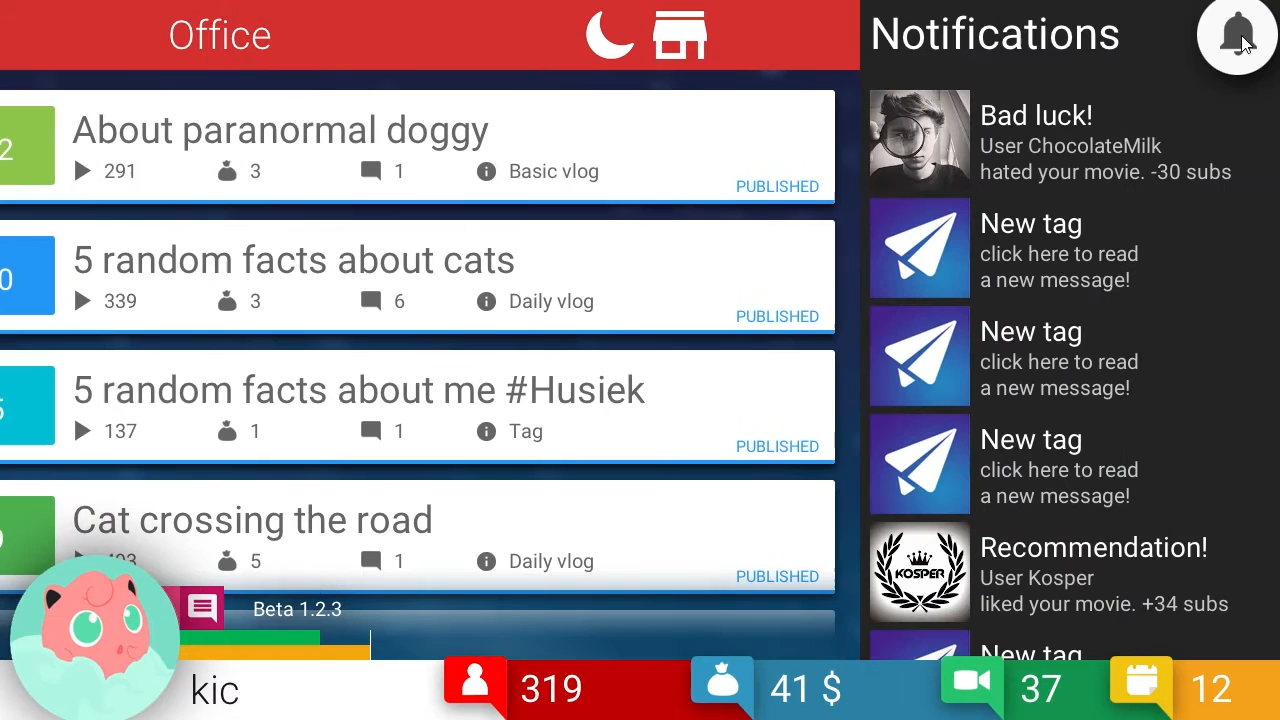 Office
Notifications
2
About paranormal doggy
291
3
1
Basic vlog
PUBLISHED
0
5 random facts about cats
339
3
6
Daily vlog
PUBLISHED
5 random facts about me #Husiek
137
1
1
Tag
PUBLISHED
Cat crossing the road
5
1
Daily vlog
PUBLISHED
Bad luck!
User ChocolateMilk
hated your movie. -30 subs
New tag
click here to read
a new message!
New tag
click here to read
a new message!
New tag
click here to read
a new message!
KOSPER
Recommendation!
User Kosper
liked your movie. +34 subs
New tag
Beta 1.2.3
kic
319
41 $
37
12